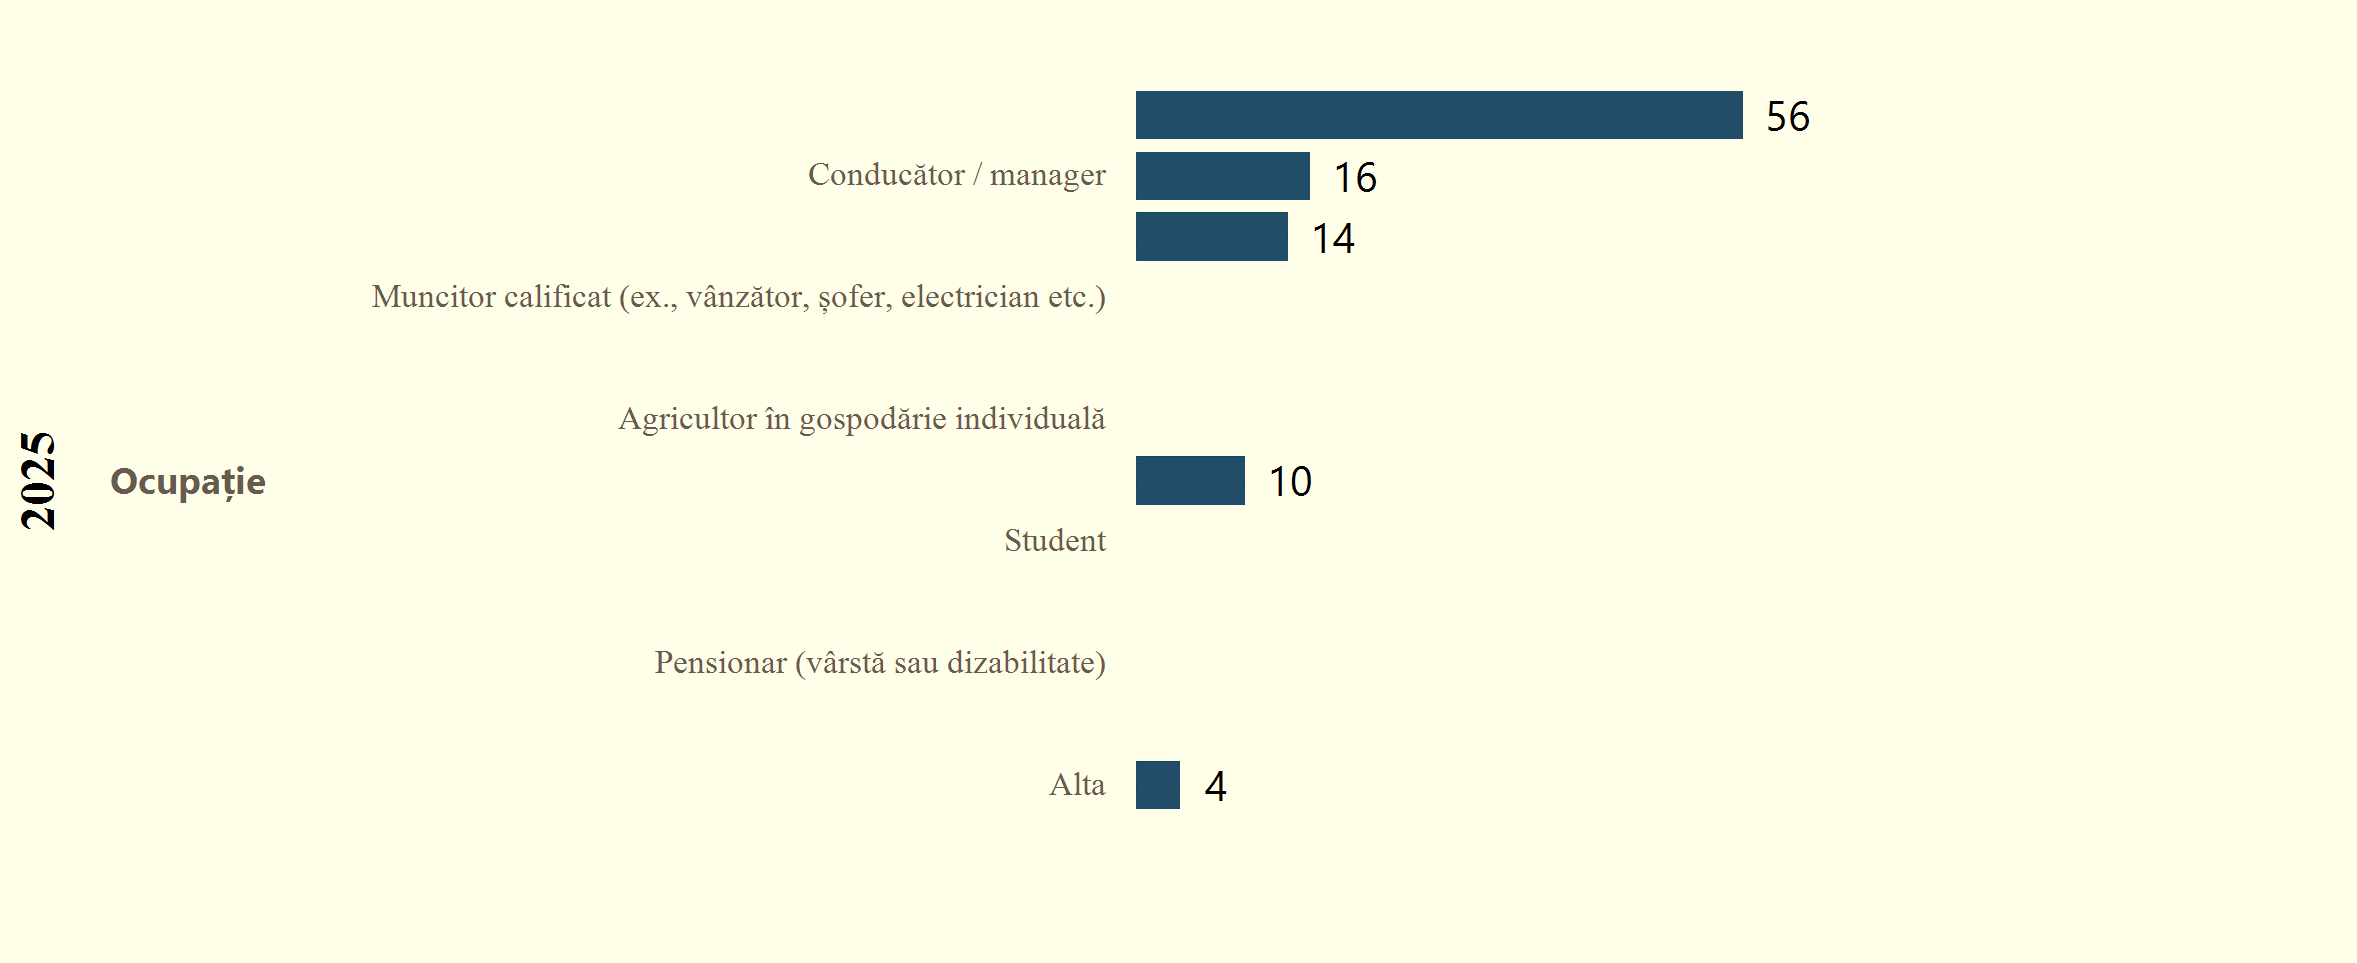 56
Conducător / manager 16
14
Muncitor calificat (ex., vânzător, șofer, electrician etc.)
Agricultor în gospodărie individuală
2025
Ocupație 10
Student
Pensionar (vârstă sau dizabilitate)
Alta 4